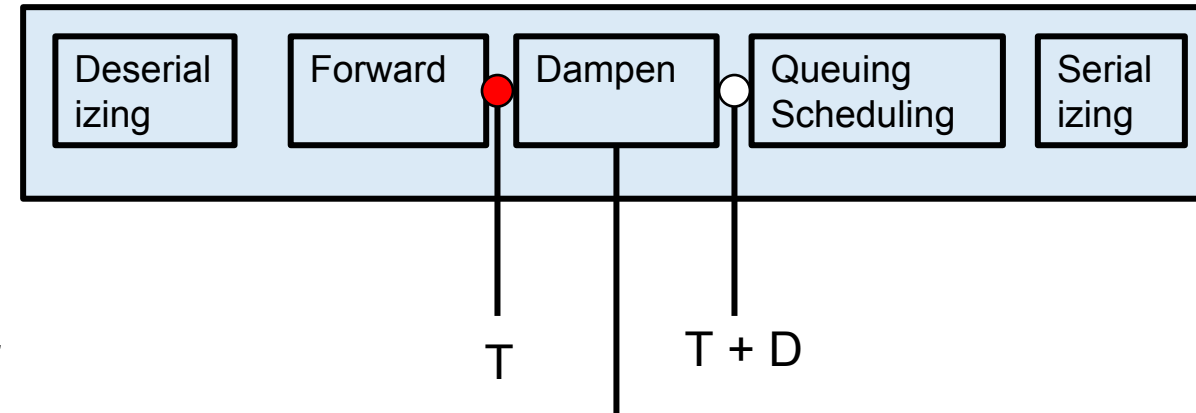 Deserial
izing
Forward
Dampen
Queuing
Scheduling
Serial
izing
T
T + D